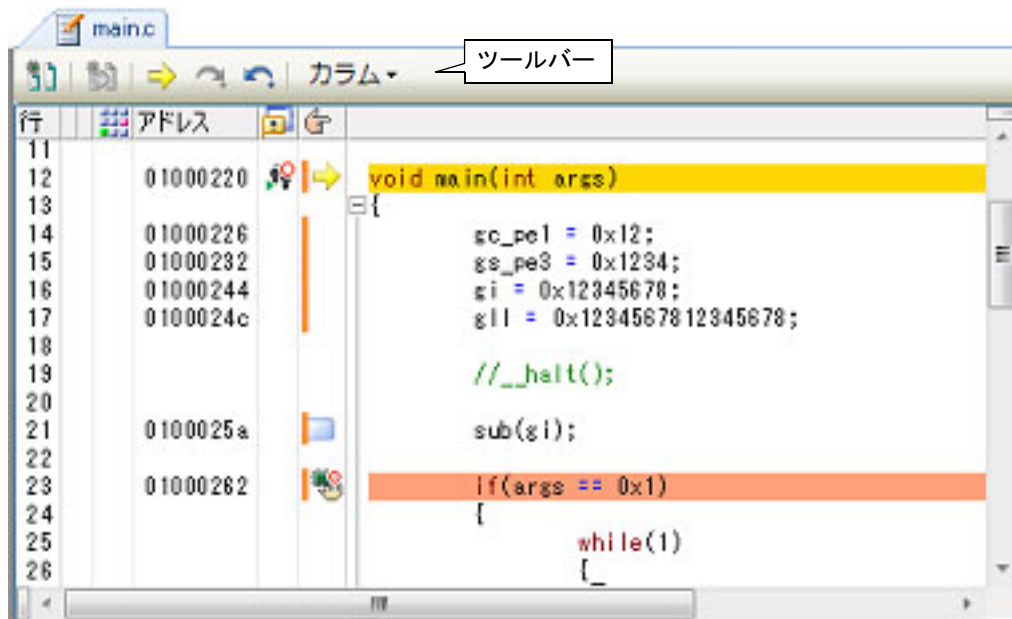 main.c
カラム
ツールバー
行 アドレス
11
12 01000220 void main(int args)
13 {
14 01000226 gc_pe1 = 0x12;
15 01000232 gs_pe3 = 0x1234;
16 01000244 gi = 0x12345678;
17 0100024c gll = 0x1234567812345678;
18
19 //__halt();
20
21 0100025a sub(gi);
22
23 01000262 if(args == 0x1)
24 {
25 while(1)
26 {_